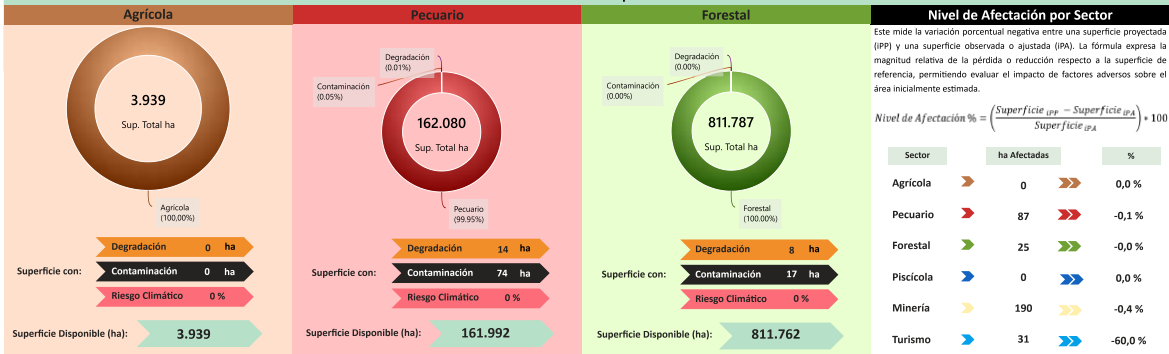 Agrícola
3.939
Sup. Total ha
Agrícola
(100,00%)
Superficie con:
Degradación 0 ha
Contaminación 0 ha
Riesgo Climático 0 %
Superficie Disponible (ha): 3.939
Pecuario
Degradación
(0.01%)
Contaminación
(0.05%)
162.080
Sup. Total ha
Pecuario
(99.95%)
Superficie con:
Degradación 14 ha
Contaminación 74 ha
Riesgo Climático 0 %
Superficie Disponible (ha): 161.992
Forestal
Degradación
(0.00%)
Contaminación
(0.00%)
811.787
Sup. Total ha
Forestal
(100.00%)
Superficie con:
Degradación 8 ha
Contaminación 17 ha
Riesgo Climático 0 %
Superficie Disponible (ha): 811.762
Nivel de Afectación por Sector
Este mide la variación porcentual negativa entre una superficie proyectada
(iPP) y una superficie observada o ajustada (iPA). La fórmula expresa la
magnitud relativa de la pérdida o reducción respecto a la superficie de
referencia, permitiendo evaluar el impacto de factores adversos sobre el
área inicialmente estimada.
Nivel de Afectación % = (Superficie iPP − Superficie iPA / Superficie iPA) * 100
Sector ha Afectadas %
Agrícola 0 0,0 %
Pecuario 87 -0,1 %
Forestal 25 -0,0 %
Piscícola 0 0,0 %
Minería 190 -0,4 %
Turismo 31 -60,0 %